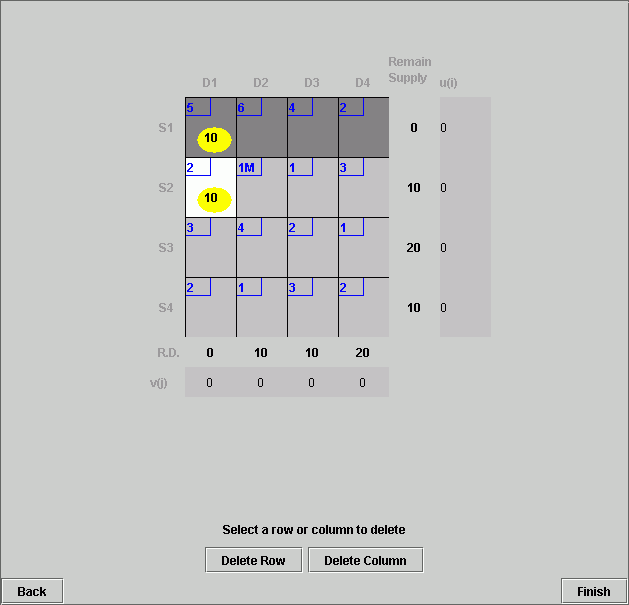 Remain
D1 D2 D3 D4 Supply u(i)
5 6 4 2
S1 10 0 0
2 1M 1 3
S2 10 10 0
3 4 2 1
S3 20 0
2 1 3 2
S4 10 0
R.D. 0 10 10 20
v(j) 0 0 0 0
Select a row or column to delete
Delete Row Delete Column
Back Finish